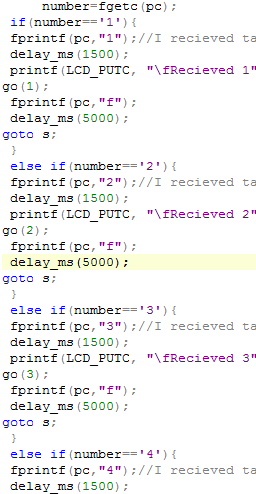 number=fgetc(pc);
if(number=='1'){
fprintf(pc,"1");//I recieved ta
delay_ms(1500);
printf(LCD_PUTC, "\fRecieved 1"
go(1);
fprintf(pc,"f");
delay_ms(5000);
goto s;
}
else if(number=='2'){
fprintf(pc,"2");//I recieved ta
delay_ms(1500);
printf(LCD_PUTC, "\fRecieved 2"
go(2);
fprintf(pc,"f");
delay_ms(5000);
goto s;
}
else if(number=='3'){
fprintf(pc,"3");//I recieved ta
delay_ms(1500);
printf(LCD_PUTC, "\fRecieved 3"
go(3);
fprintf(pc,"f");
delay_ms(5000);
goto s;
}
else if(number=='4'){
fprintf(pc,"4");//I recieved ta
delay_ms(1500);